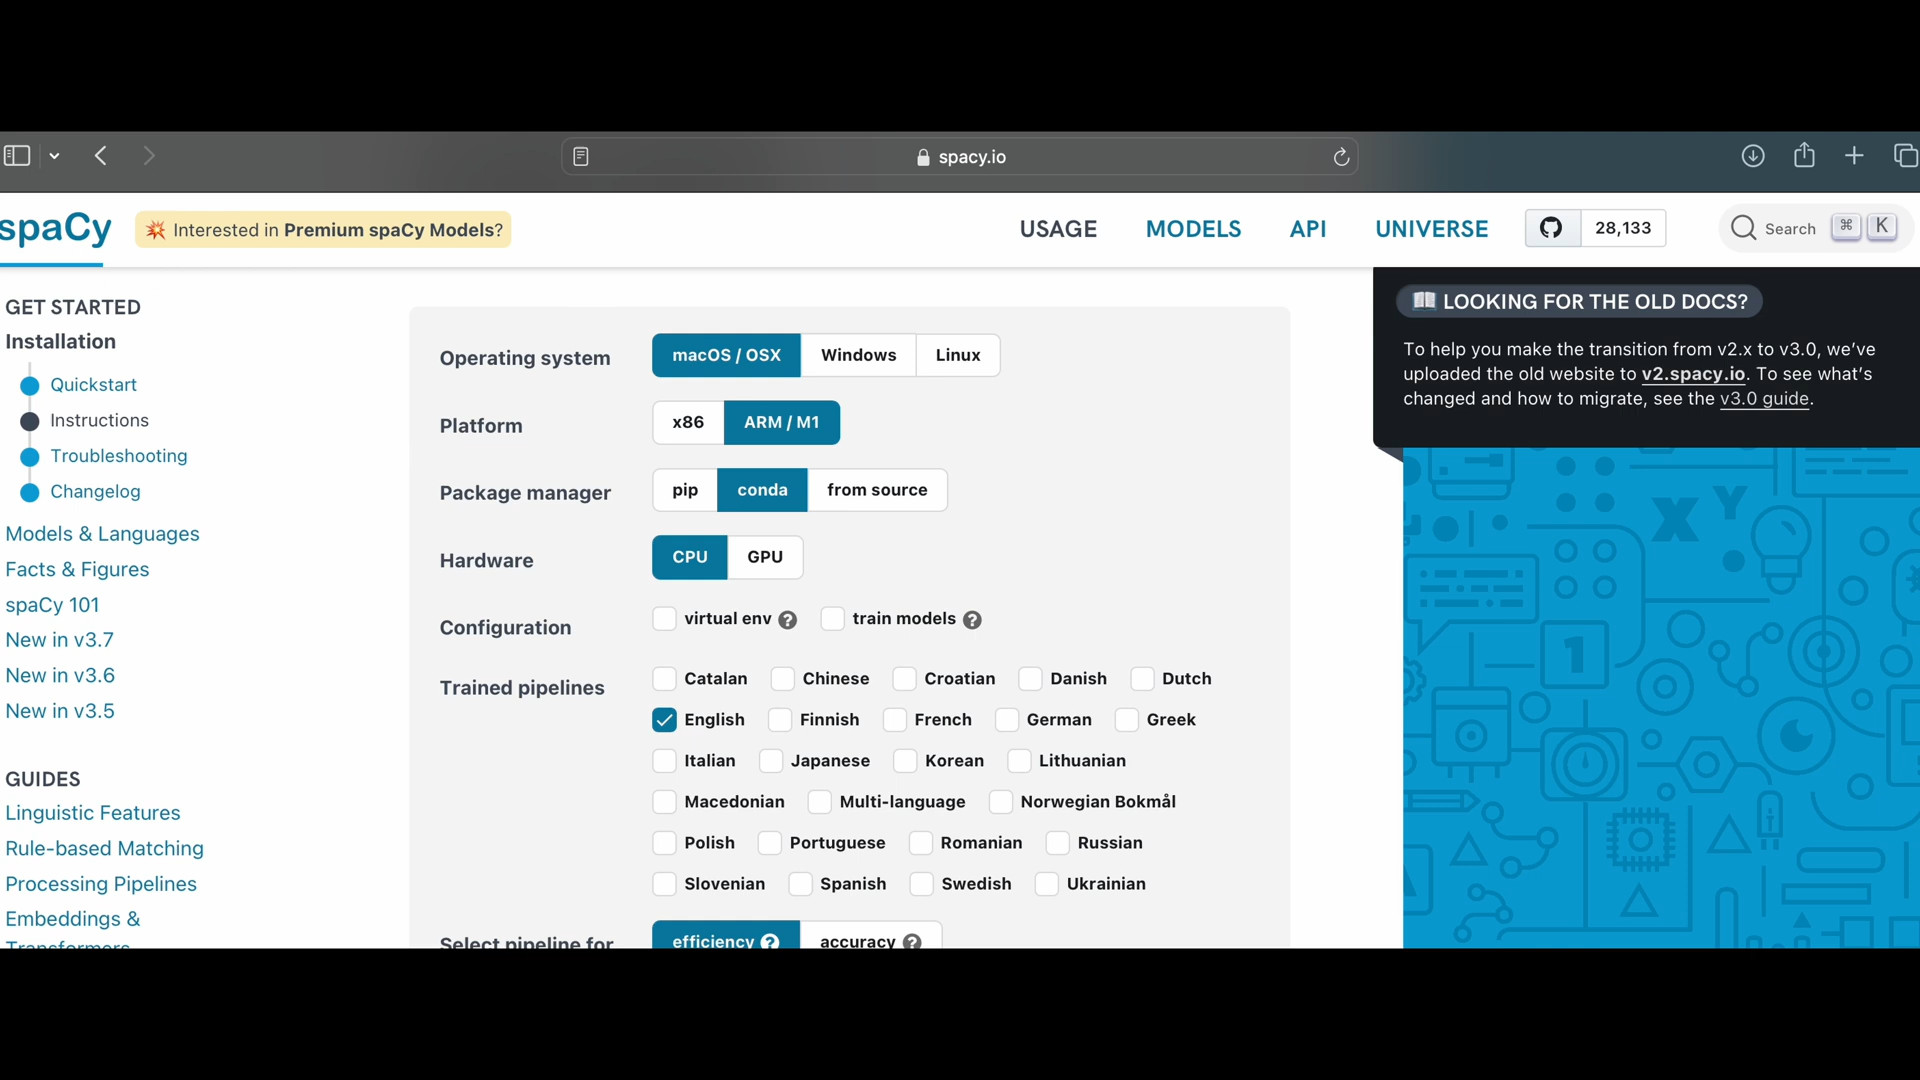 spacy.io
spaCy
💥 Interested in Premium spaCy Models?
USAGE MODELS API UNIVERSE 28,133 Search ⌘ K
GET STARTED
Installation
Quickstart
Instructions
Troubleshooting
Changelog
Models & Languages
Facts & Figures
spaCy 101
New in v3.7
New in v3.6
New in v3.5
GUIDES
Linguistic Features
Rule-based Matching
Processing Pipelines
Embeddings &
Transformers
Operating system macOS / OSX Windows Linux
Platform x86 ARM / M1
Package manager pip conda from source
Hardware CPU GPU
Configuration virtual env ? train models ?
Trained pipelines Catalan Chinese Croatian Danish Dutch
English Finnish French German Greek
Italian Japanese Korean Lithuanian
Macedonian Multi-language Norwegian Bokmål
Polish Portuguese Romanian Russian
Slovenian Spanish Swedish Ukrainian
Select pipeline for efficiency ? accuracy ?
📖 LOOKING FOR THE OLD DOCS?
To help you make the transition from v2.x to v3.0, we've
uploaded the old website to v2.spacy.io. To see what's
changed and how to migrate, see the v3.0 guide.
X Y
1